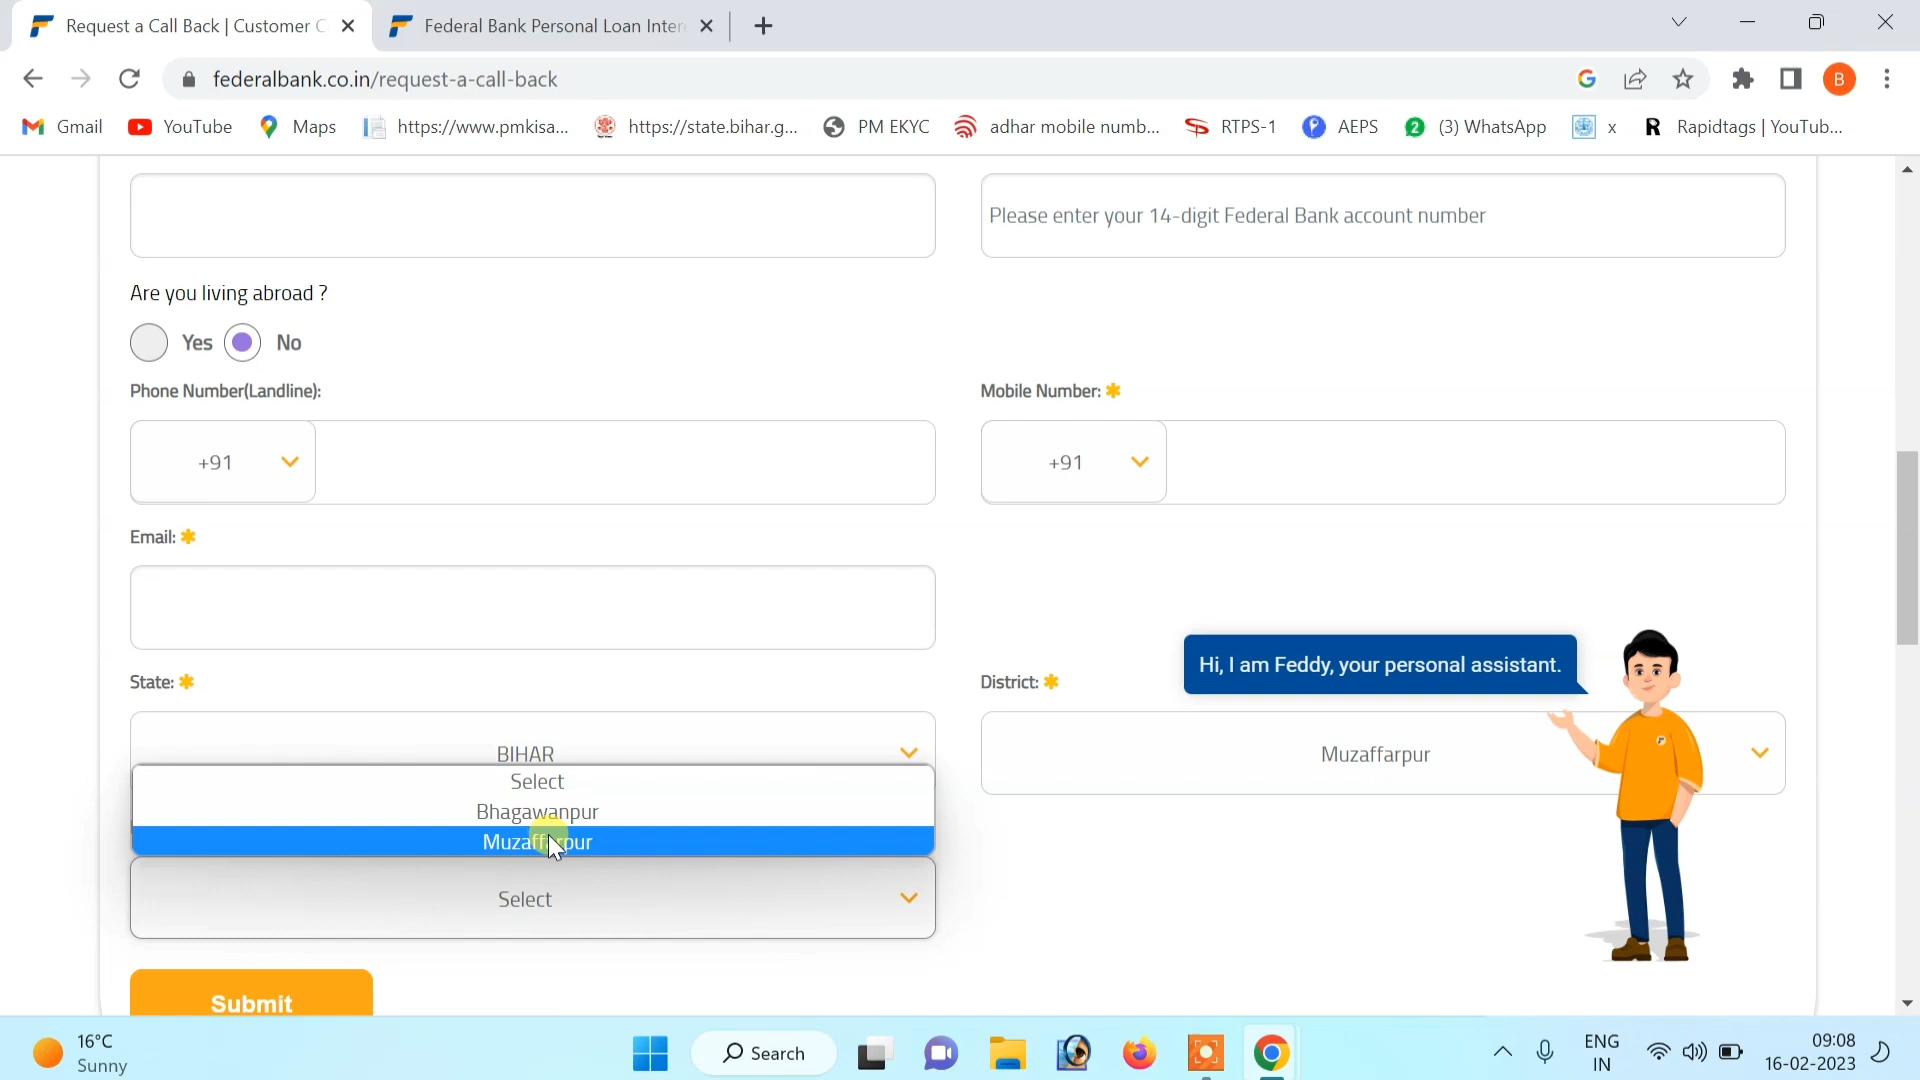 Request a Call Back | Customer C
Federal Bank Personal Loan Inter
federalbank.co.in/request-a-call-back
B
Gmail
YouTube
Maps
https://www.pmkisa...
https://state.bihar.g...
PM EKYC
adhar mobile numb...
RTPS-1
AEPS
2
(3) WhatsApp
x
R
Rapidtags | YouTub...
Please enter your 14-digit Federal Bank account number
Are you living abroad ?
Yes
No
Phone Number(Landline):
Mobile Number: ✱
+91
+91
Email: ✱
Hi, I am Feddy, your personal assistant.
State: ✱
District: ✱
BIHAR
Muzaffarpur
Select
Bhagawanpur
Muzaffarpur
Select
Submit
16°C
Sunny
Search
ENG
IN
09:08
16-02-2023